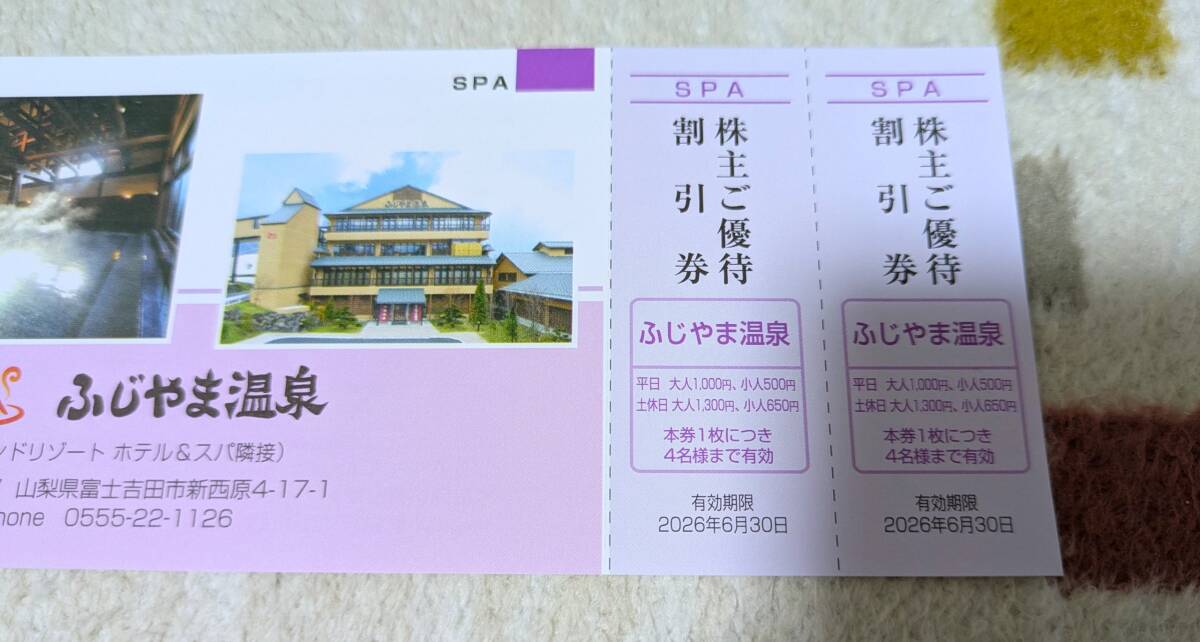 SPA
ふじやま温泉
ふじやま温泉
ンドリゾート ホテル&スパ隣接）
山梨県富士吉田市新西原4-17-1
hone 0555-22-1126
SPA
株主ご優待
割引券
ふじやま温泉
平日 大人1,000円、小人500円
土休日 大人1,300円、小人650円
本券1枚につき
4名様まで有効
有効期限
2026年6月30日
SPA
株主ご優待
割引券
ふじやま温泉
平日 大人1,000円、小人500円
土休日 大人1,300円、小人650円
本券1枚につき
4名様まで有効
有効期限
2026年6月30日